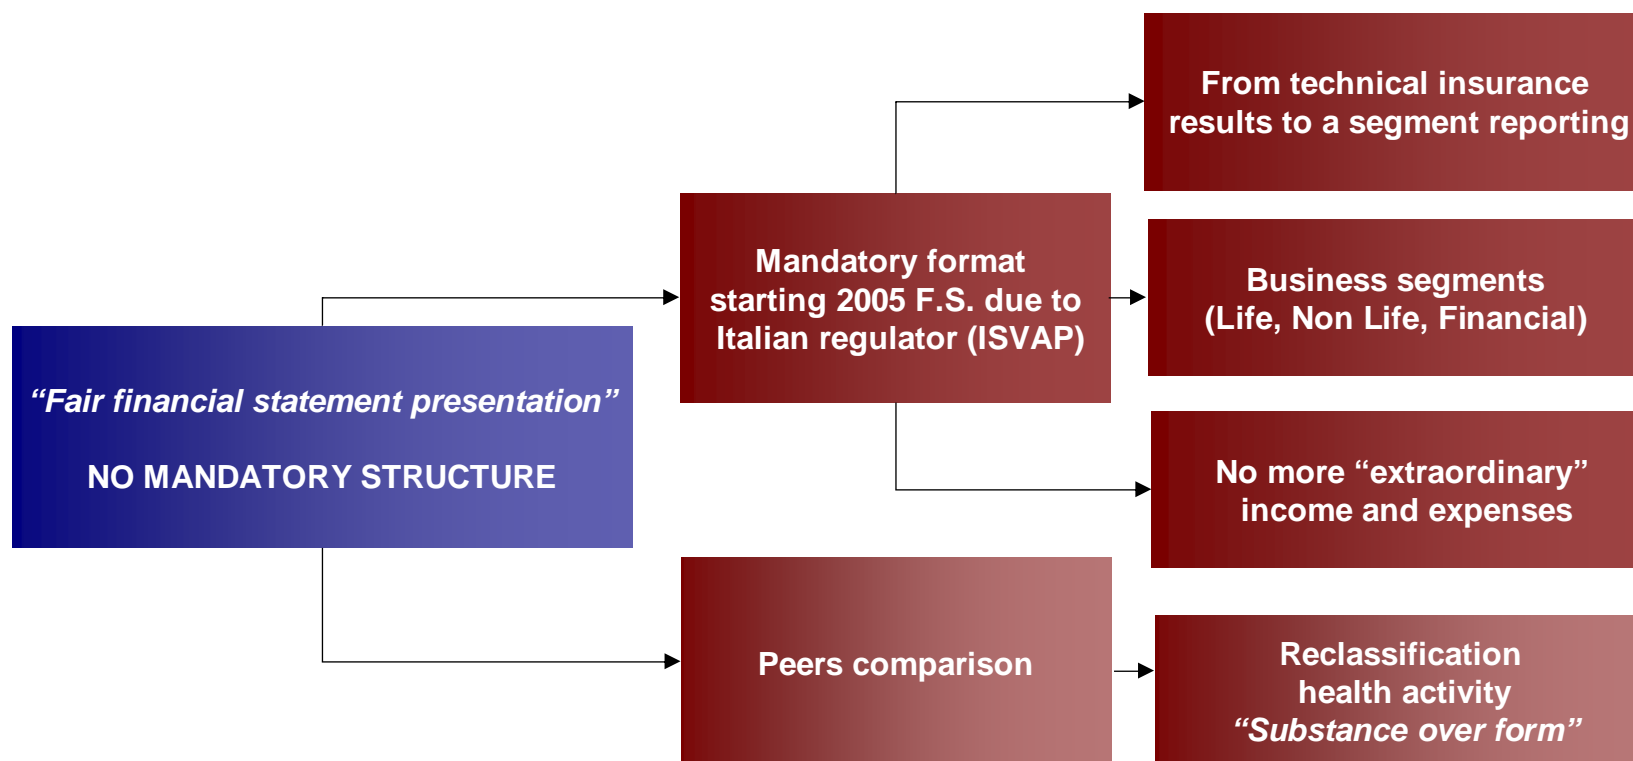 “Fair financial statement presentation”
NO MANDATORY STRUCTURE
Mandatory format
starting 2005 F.S. due to
Italian regulator (ISVAP)
From technical insurance
results to a segment reporting
Business segments
(Life, Non Life, Financial)
No more “extraordinary”
income and expenses
Peers comparison
Reclassification
health activity
“Substance over form”